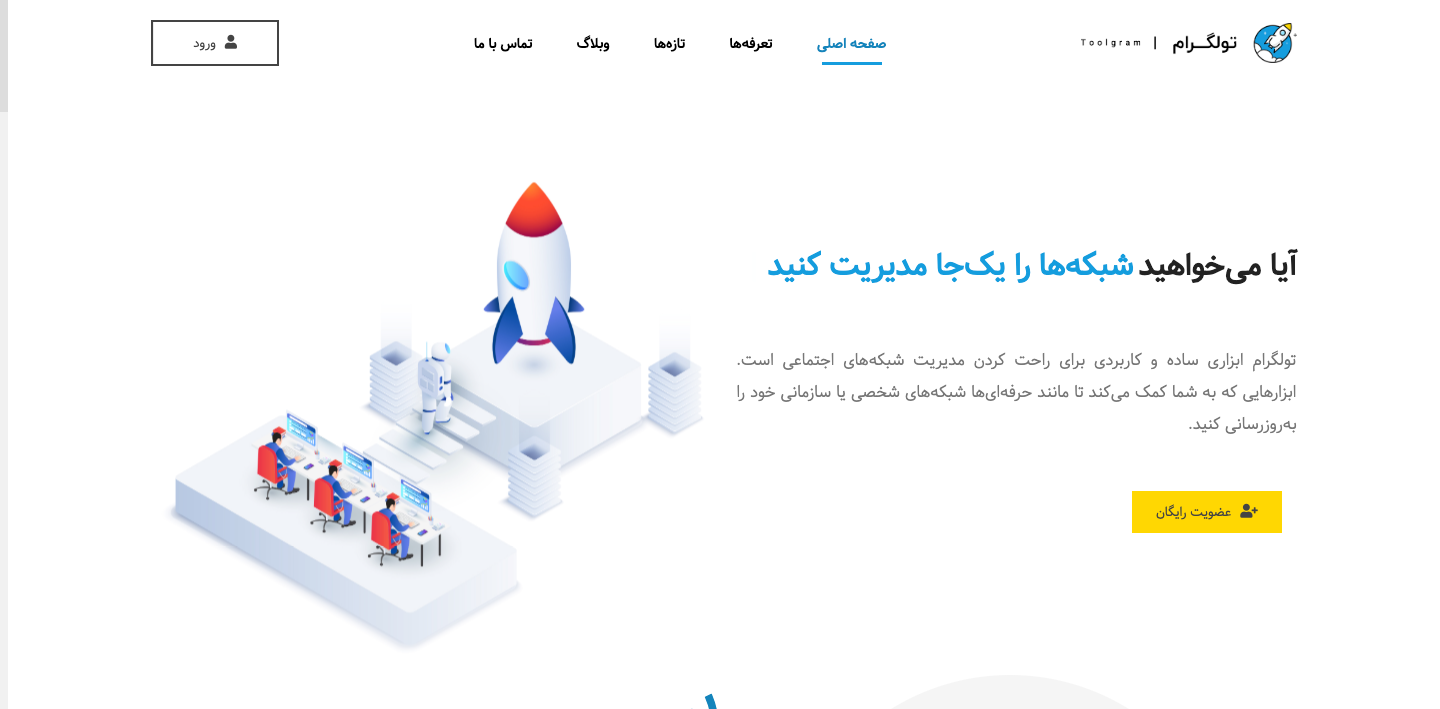 تولگـــرام | Toolgram
صفحه اصلی
تعرفه‌ها
تازه‌ها
وبلاگ
تماس با ما
ورود
آیا می‌خواهید شبکه‌ها را یک‌جا مدیریت کنید
تولگرام ابزاری ساده و کاربردی برای راحت کردن مدیریت شبکه‌های اجتماعی است.
ابزارهایی که به شما کمک می‌کند تا مانند حرفه‌ای‌ها شبکه‌های شخصی یا سازمانی خود را
به‌روزرسانی کنید.
عضویت رایگان